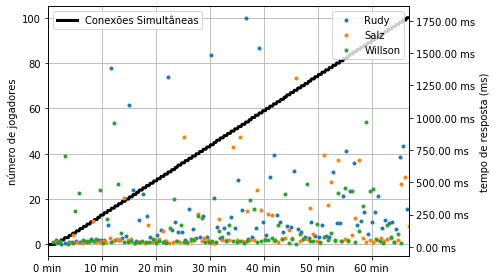 Conexões Simultâneas
Rudy
Salz
Willson
número de jogadores
100
80
60
40
20
0
tempo de resposta (ms)
1750.00 ms
1500.00 ms
1250.00 ms
1000.00 ms
750.00 ms
500.00 ms
250.00 ms
0.00 ms
0 min
10 min
20 min
30 min
40 min
50 min
60 min